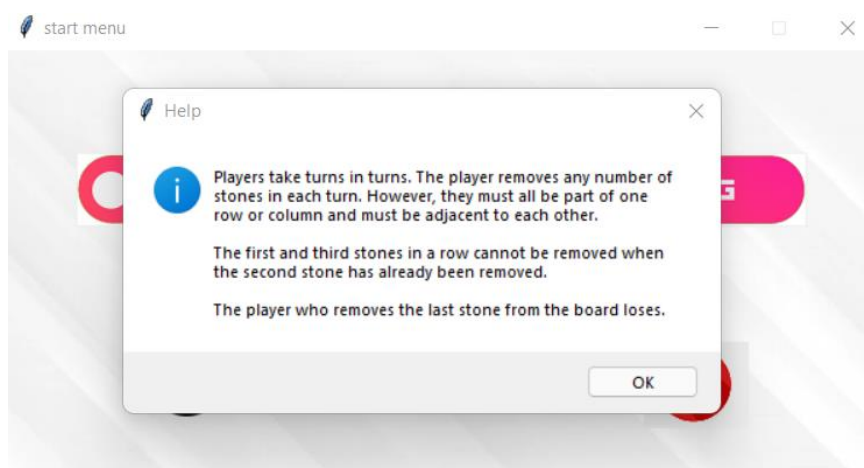 start menu
Help
Players take turns in turns. The player removes any number of
stones in each turn. However, they must all be part of one
row or column and must be adjacent to each other.
The first and third stones in a row cannot be removed when
the second stone has already been removed.
The player who removes the last stone from the board loses.
OK